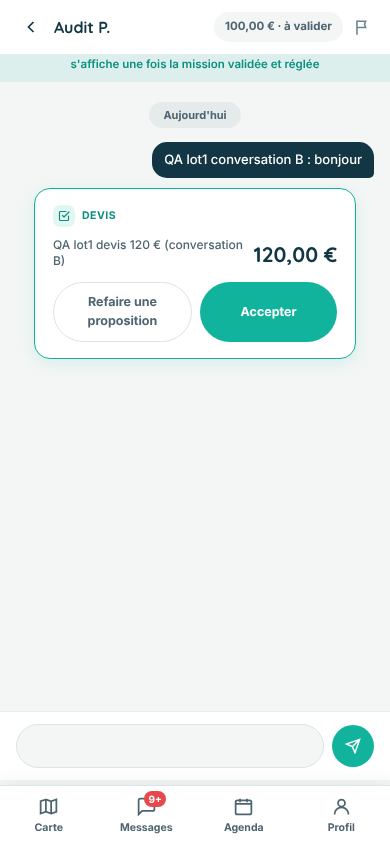 Audit P.
100,00 € · à valider
s'affiche une fois la mission validée et réglée
Aujourd'hui
QA lot1 conversation B : bonjour
DEVIS
QA lot1 devis 120 € (conversation
B)
120,00 €
Refaire une
proposition
Accepter
9+
Carte
Messages
Agenda
Profil